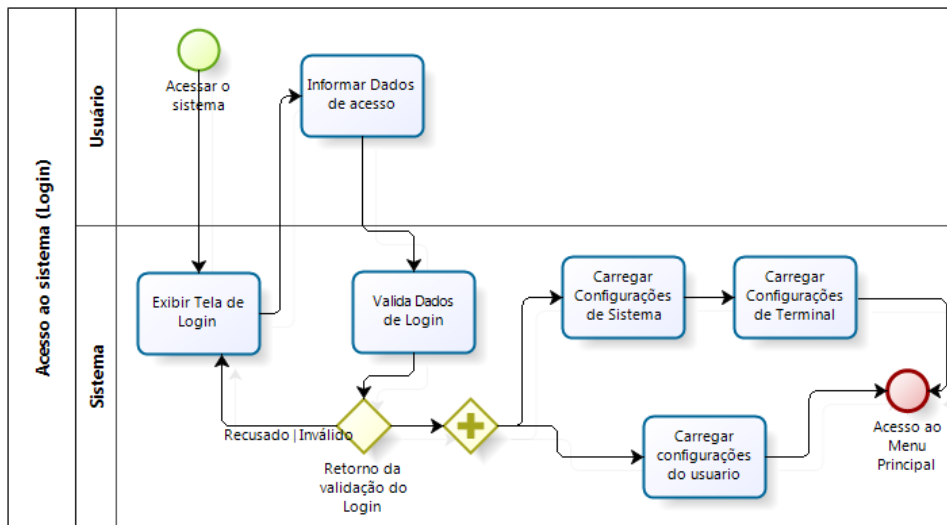 Acesso ao sistema (Login)
Usuário
Acessar o
sistema
Informar Dados
de acesso
Sistema
Exibir Tela de
Login
Valida Dados
de Login
Carregar
Configurações
de Sistema
Carregar
Configurações
de Terminal
Recusado|Inválido
Retorno da
validação do
Login
Carregar
configurações
do usuario
Acesso ao
Menu
Principal